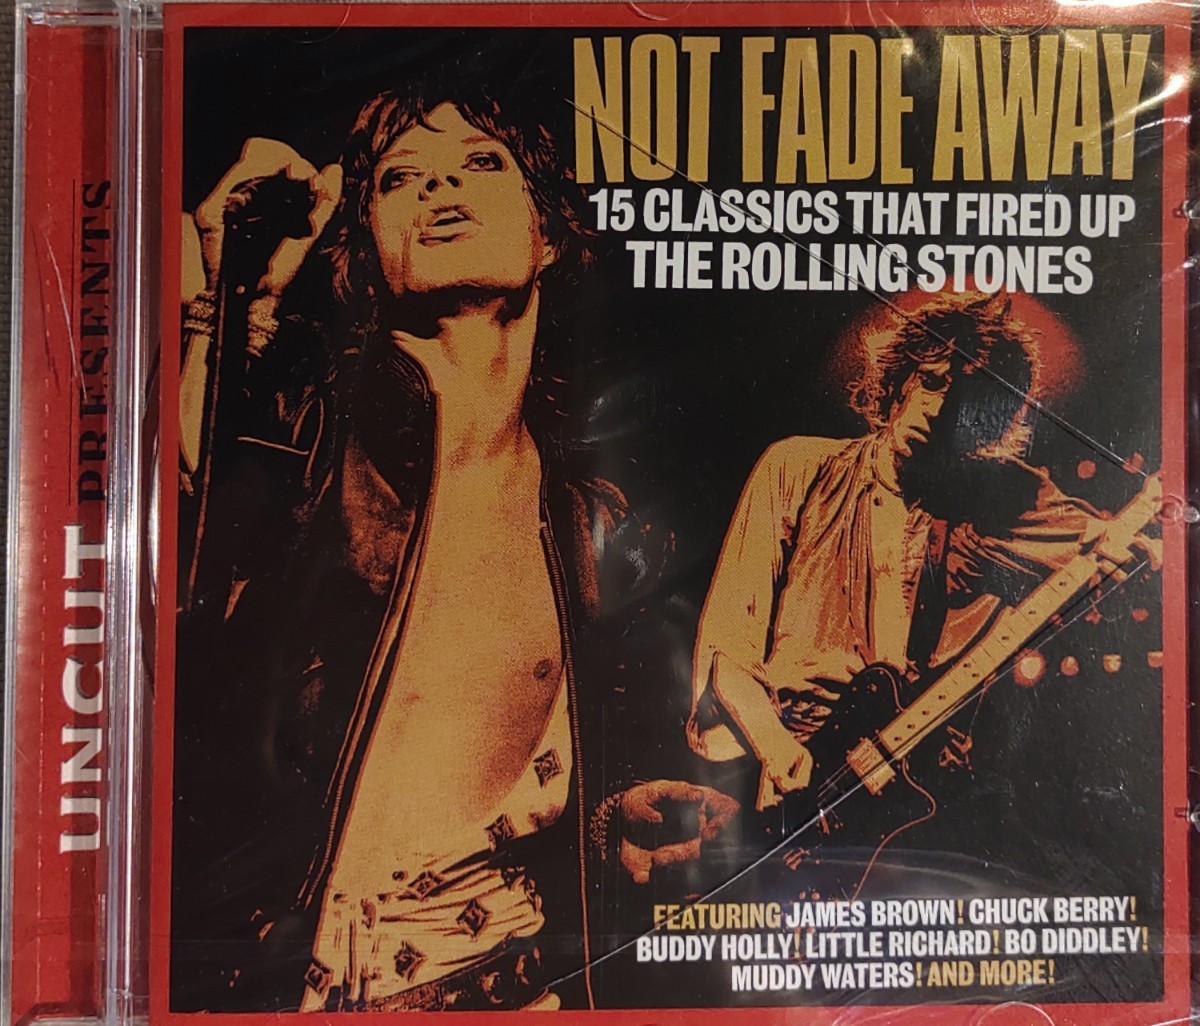 UNCUT PRESENTS
NOT FADE AWAY
15 CLASSICS THAT FIRED UP
THE ROLLING STONES
FEATURING JAMES BROWN! CHUCK BERRY!
BUDDY HOLLY! LITTLE RICHARD! BO DIDDLEY!
MUDDY WATERS! AND MORE!